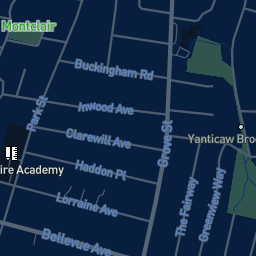 Montclair
Buckingham Rd
Inwood Ave
Park St
Clarewill Ave
Grove St
Yanticaw Broo
ire Academy
Haddon Pl
Lorraine Ave
The Fairway
Greenview Way
Bellevue Ave